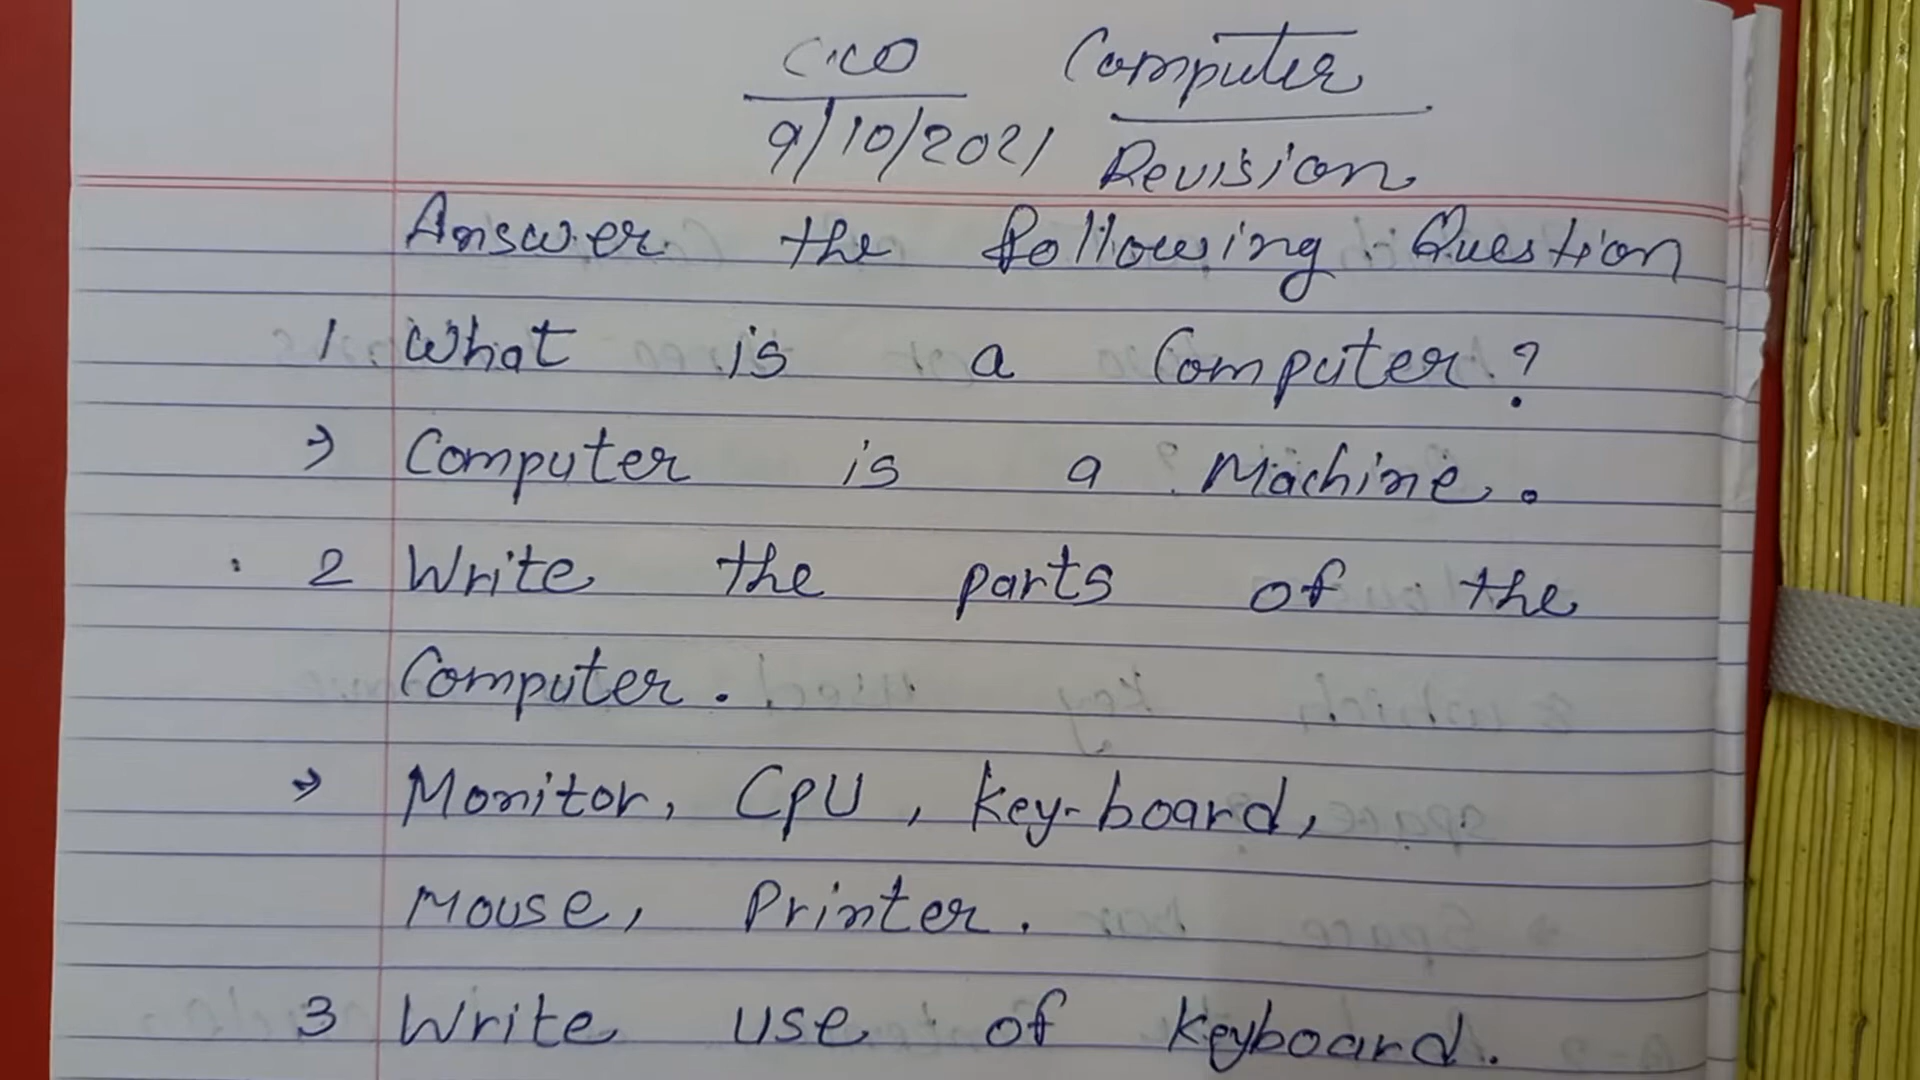 C.CO Computer
9/10/2021 Revision
Answer the following Question
1 What is a Computer?
→ Computer is a Machine.
2 Write the parts of the
Computer.
→ Monitor, CPU, Key-board,
Mouse, Printer.
3 Write use of Keyboard.